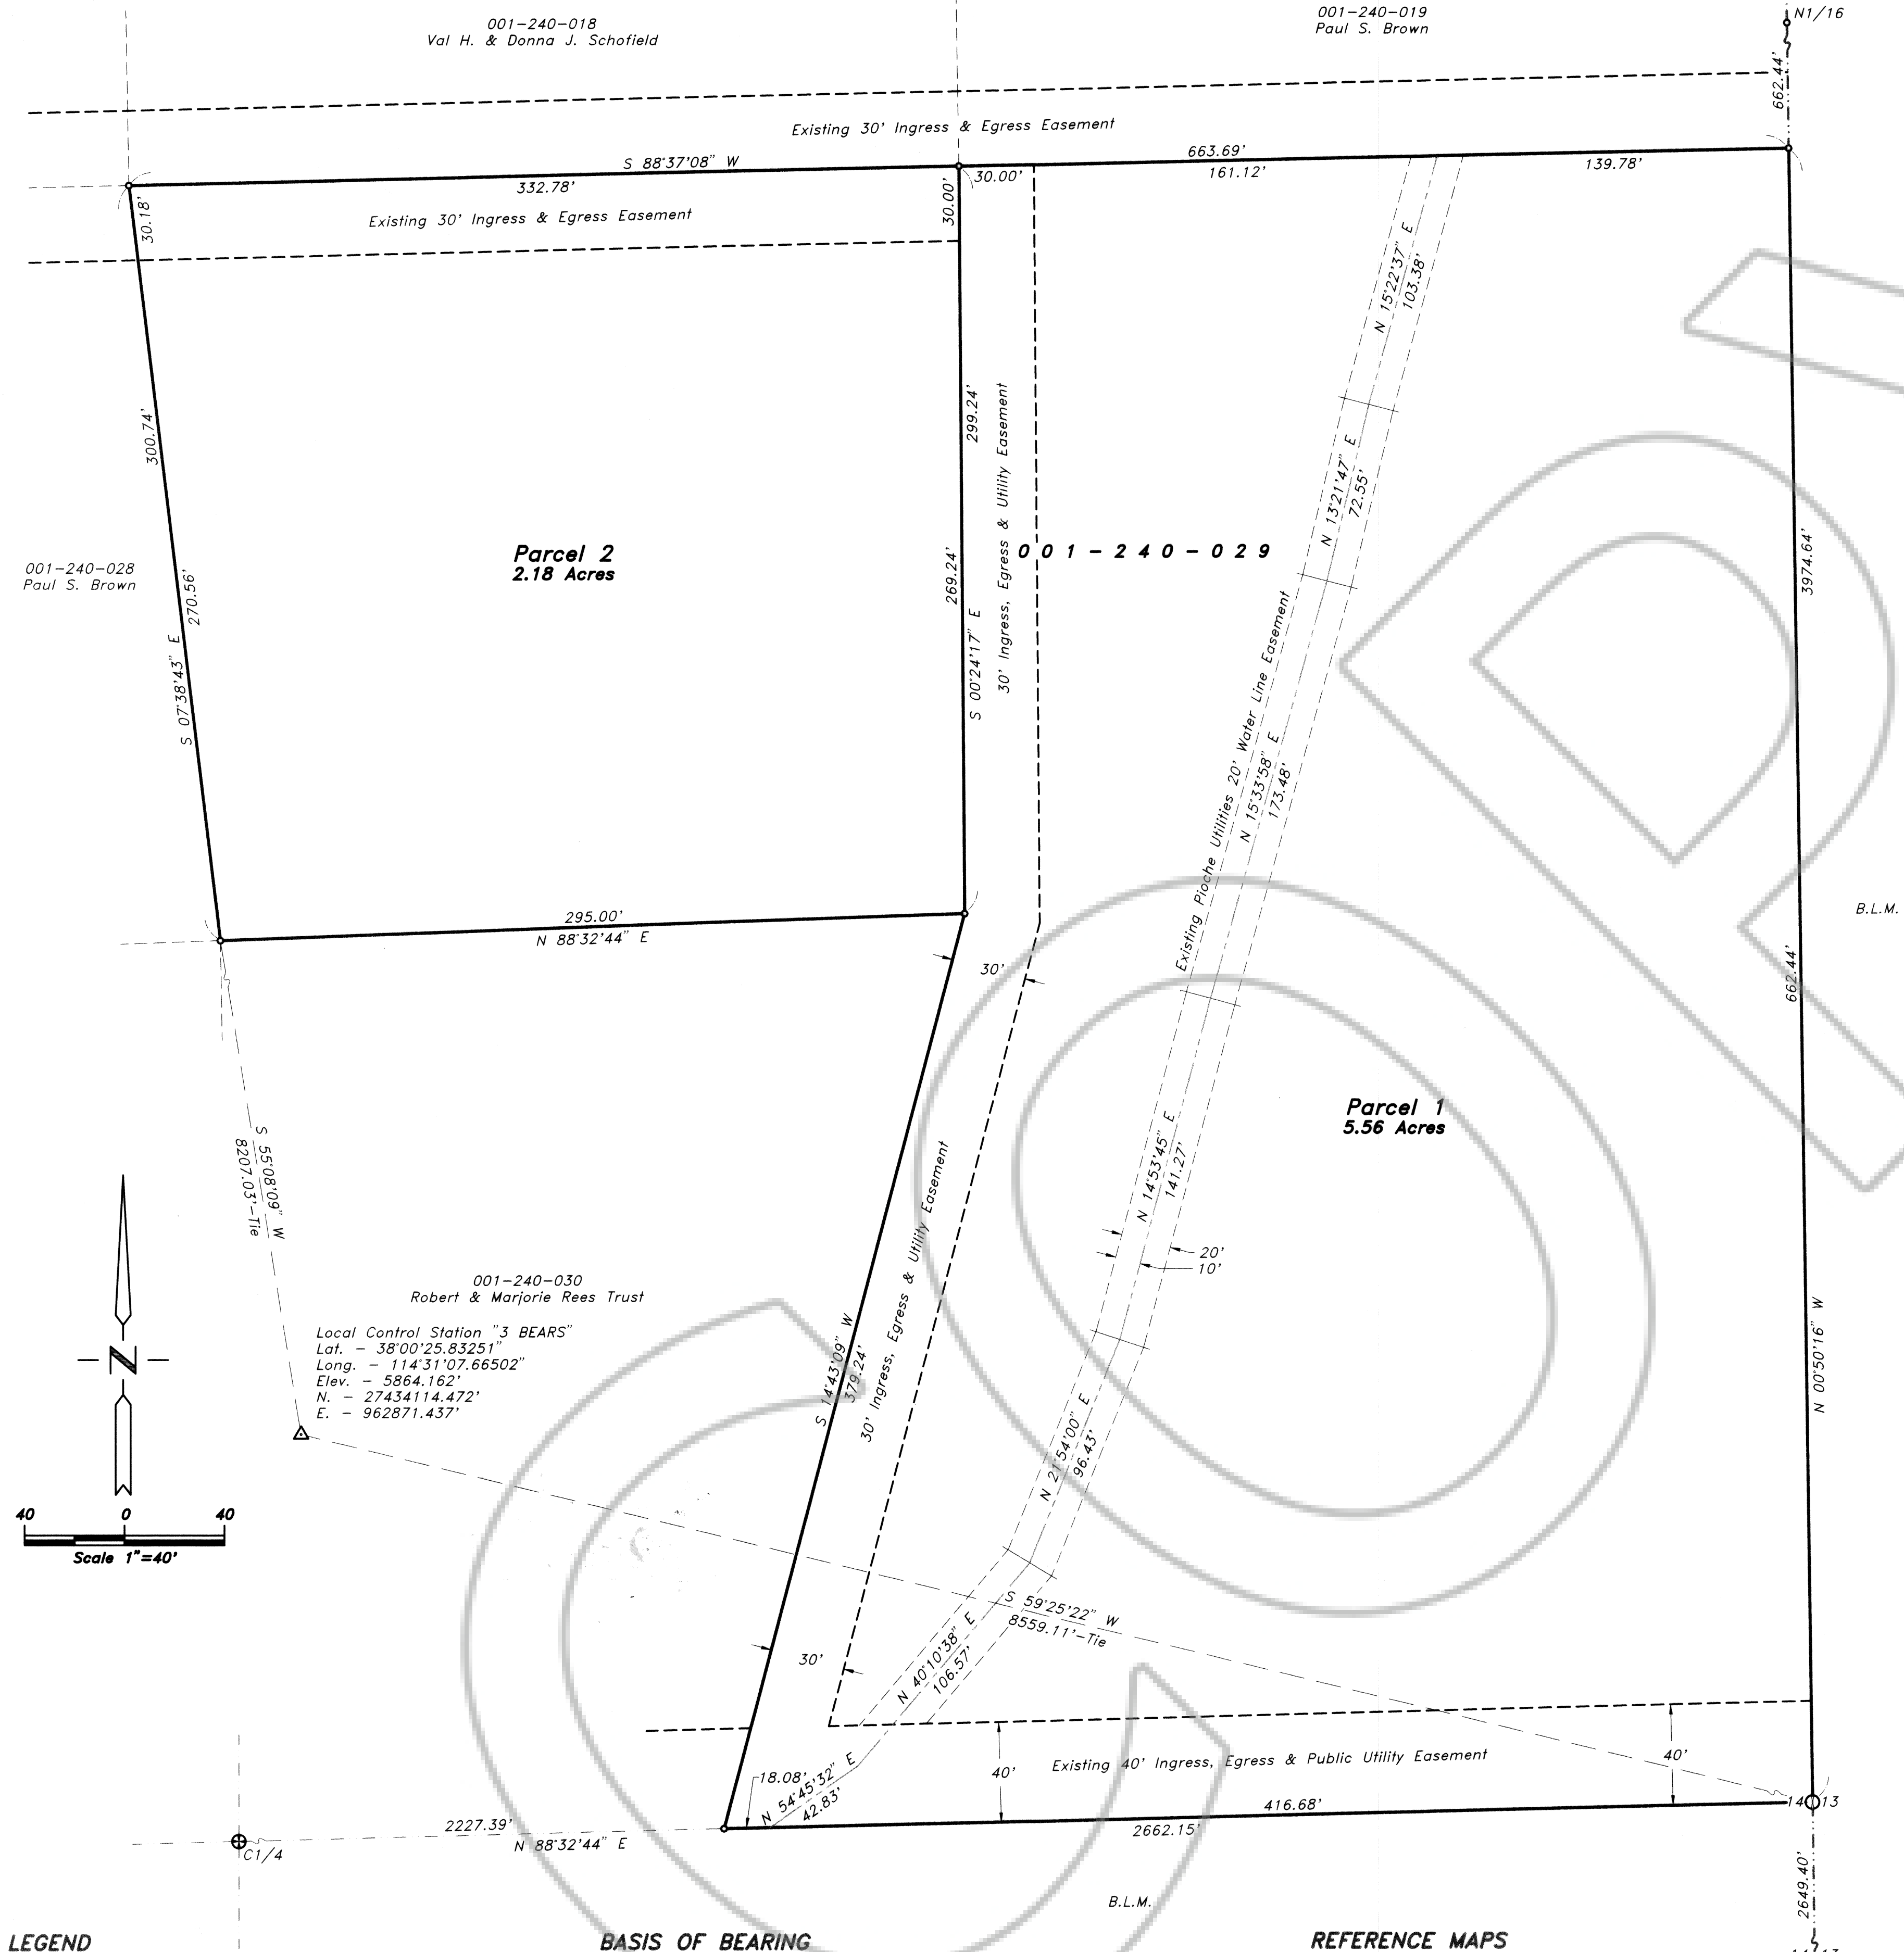 001-240-018
Val H. & Donna J. Schofield
001-240-019
Paul S. Brown
N1/16
662.44'
Existing 30' Ingress & Egress Easement
S 88°37'08" W
663.69'
332.78'
30.00'
161.12'
139.78'
30.18'
30.00'
Existing 30' Ingress & Egress Easement
N 15°22'37" E
103.38'
300.74'
299.24'
30' Ingress, Egress & Utility Easement
N 13°21'47" E
72.55'
Parcel 2
2.18 Acres
001-240-029
001-240-028
Paul S. Brown
270.56'
269.24'
3974.64'
S 07°38'43" E
S 00°24'17" E
Existing Pioche Utilities 20' Water Line Easement
N 15°33'58" E
173.48'
B.L.M.
295.00'
N 88°32'44" E
30'
662.44'
Parcel 1
5.56 Acres
S 55°08'09" W
8207.03'-Tie
N 14°53'45" E
141.27'
20'
10'
001-240-030
Robert & Marjorie Rees Trust
Local Control Station "3 BEARS"
Lat. - 38°00'25.83251"
Long. - 114°31'07.66502"
Elev. - 5864.162'
N. - 27434114.472'
E. - 962871.437'
N
S 14°43'09" W
379.24'
30' Ingress, Egress & Utility Easement
N 00°50'16" W
N 21°54'00" E
96.43'
40 0 40
Scale 1"=40'
S 59°25'22" W
8559.11'-Tie
N 40°10'38" E
106.57'
30'
Existing 40' Ingress, Egress & Public Utility Easement
40'
40'
18.08'
N 54°45'32" E
42.83'
416.68'
14 13
2227.39'
N 88°32'44" E
2662.15'
C1/4
2649.40'
B.L.M.
LEGEND
BASIS OF BEARING
REFERENCE MAPS